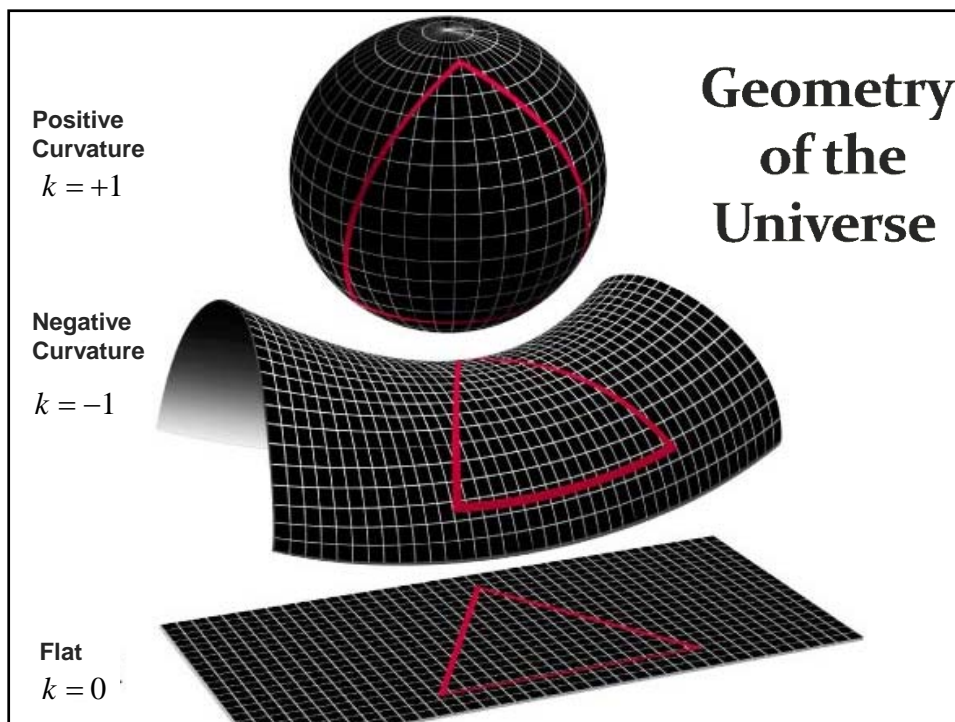 Geometry
of the
Universe
Positive
Curvature
k = +1
Negative
Curvature
k = −1
Flat
k = 0